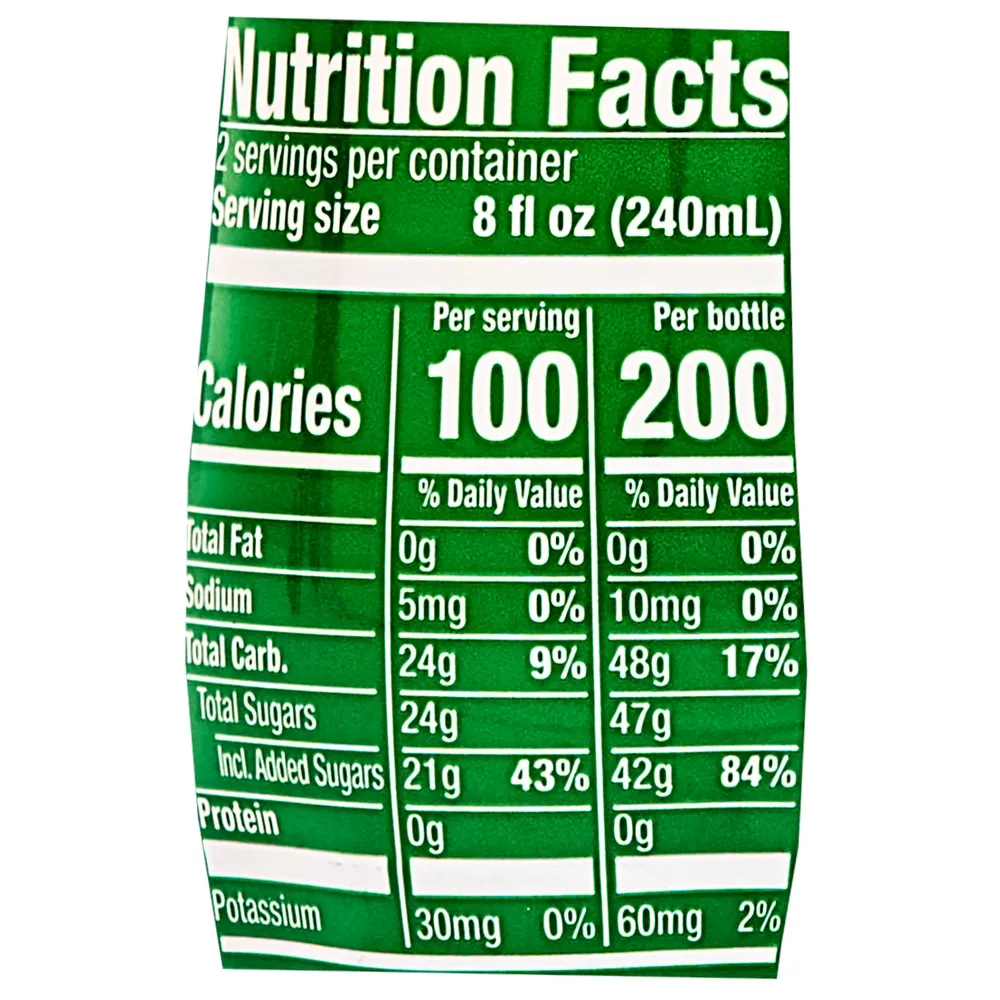 Nutrition Facts
2 servings per container
Serving size 8 fl oz (240mL)
Per serving Per bottle
Calories 100 200
% Daily Value % Daily Value
Total Fat 0g 0% 0g 0%
Sodium 5mg 0% 10mg 0%
Total Carb. 24g 9% 48g 17%
Total Sugars 24g 47g
Incl. Added Sugars 21g 43% 42g 84%
Protein 0g 0g
Potassium 30mg 0% 60mg 2%